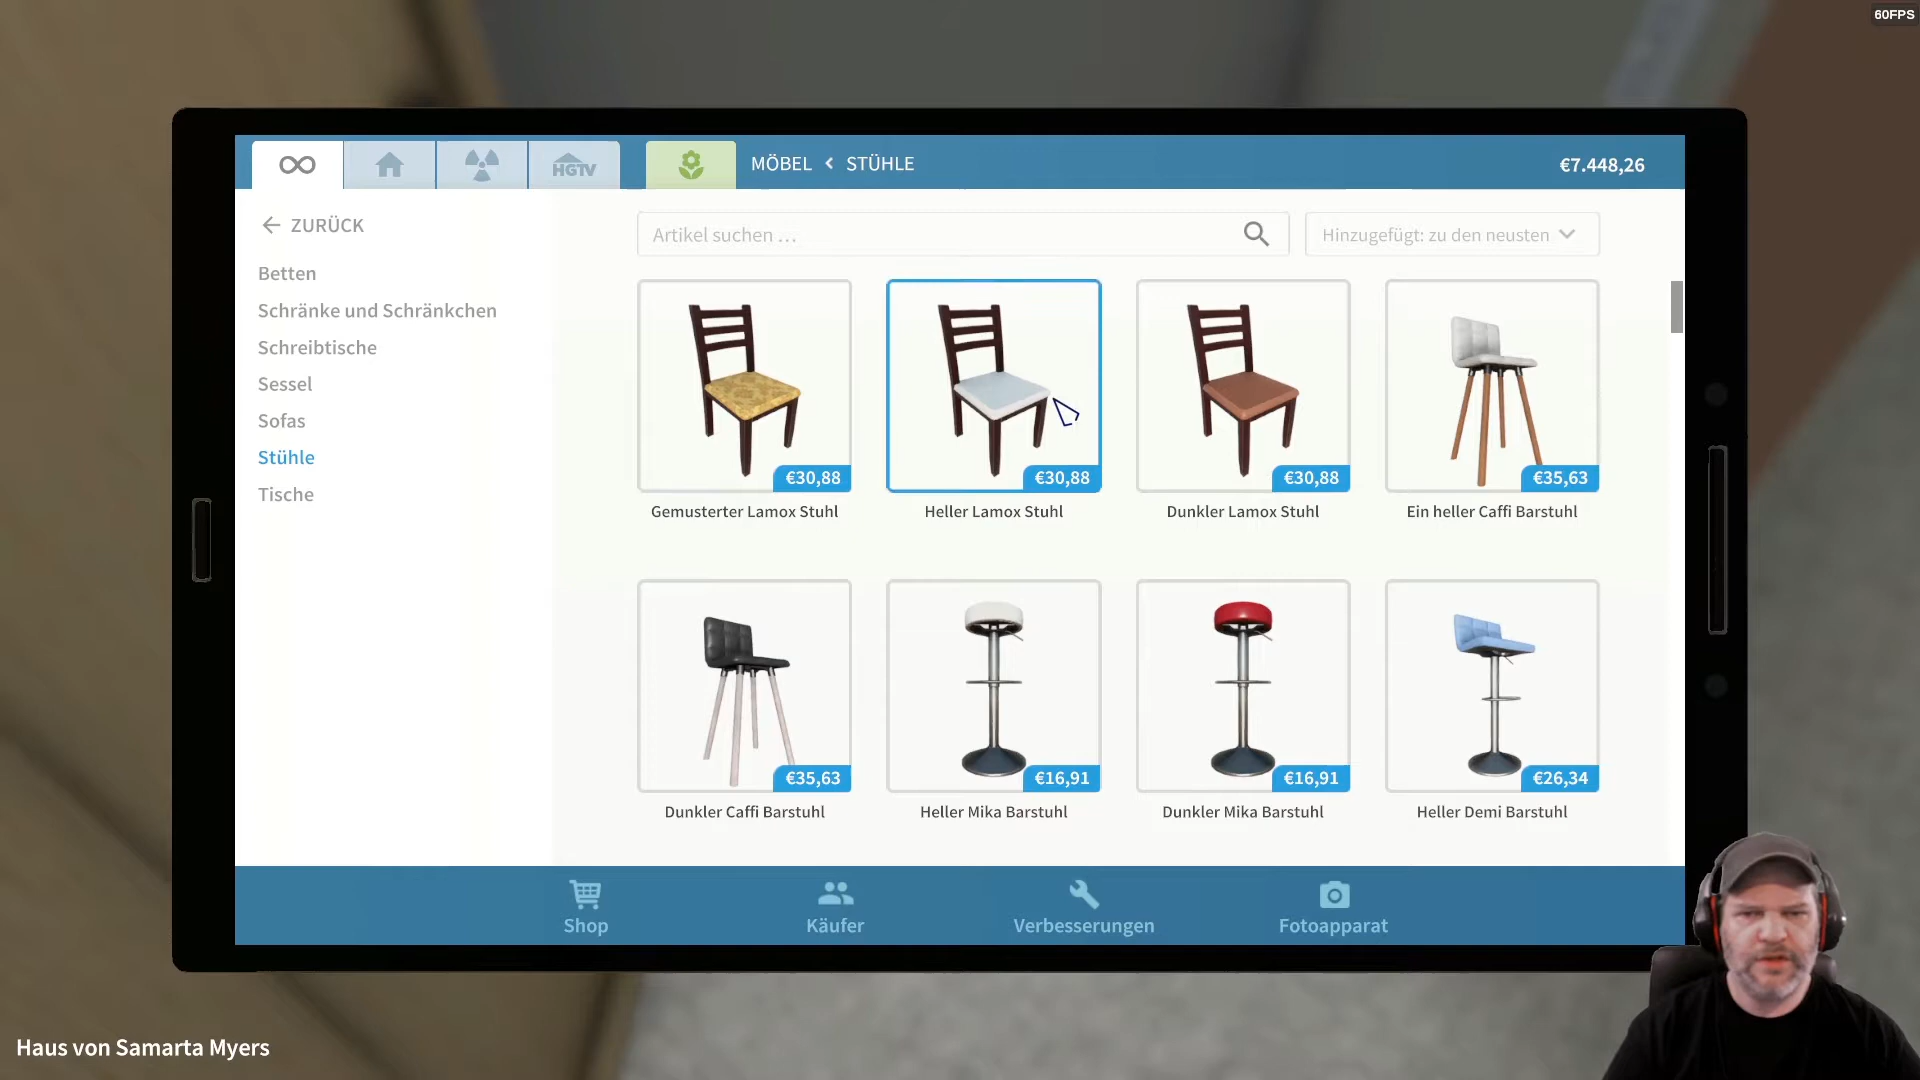 60FPS
HGTV
MÖBEL < STÜHLE
€7.448,26
← ZURÜCK
Betten
Schränke und Schränkchen
Schreibtische
Sessel
Sofas
Stühle
Tische
Artikel suchen ...
Hinzugefügt: zu den neusten
€30,88
€30,88
€30,88
€35,63
Gemusterter Lamox Stuhl
Heller Lamox Stuhl
Dunkler Lamox Stuhl
Ein heller Caffi Barstuhl
€35,63
€16,91
€16,91
€26,34
Dunkler Caffi Barstuhl
Heller Mika Barstuhl
Dunkler Mika Barstuhl
Heller Demi Barstuhl
Shop
Käufer
Verbesserungen
Fotoapparat
Haus von Samarta Myers